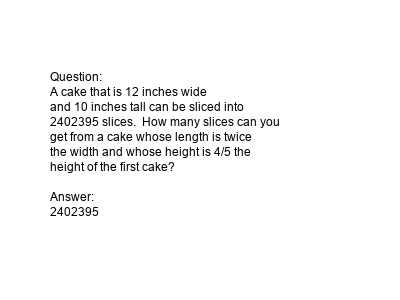 Question:
A cake that is 12 inches wide
and 10 inches tall can be sliced into
2402395 slices.  How many slices can you
get from a cake whose length is twice
the width and whose height is 4/5 the
height of the first cake?

Answer:
2402395